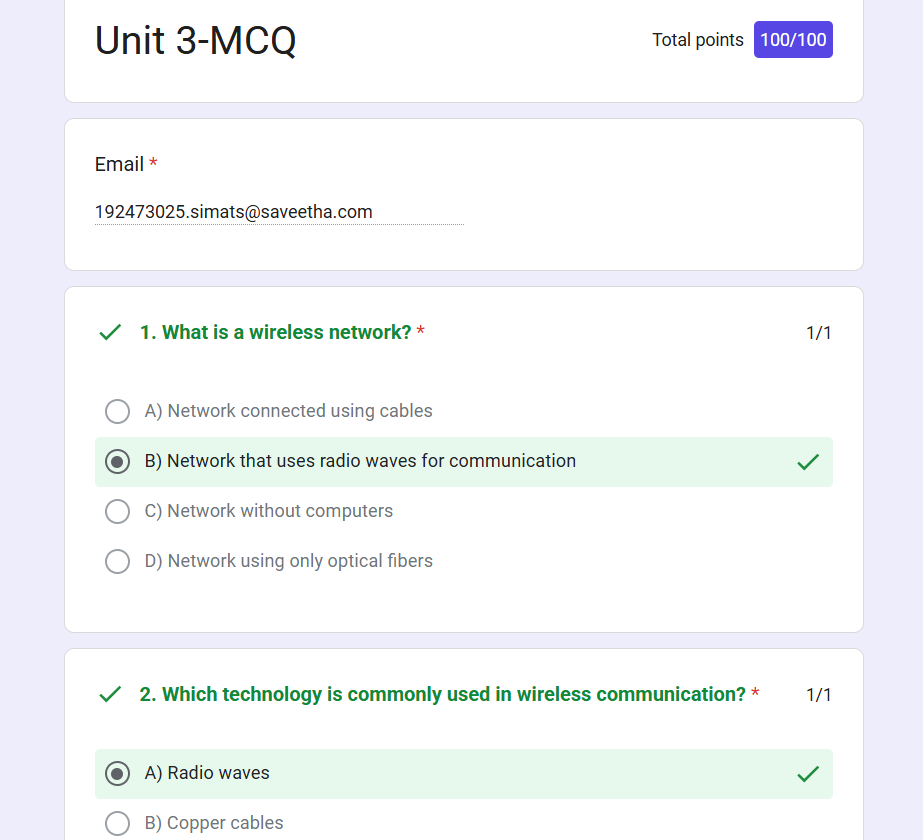 Unit 3-MCQ
Total points 100/100
Email *
192473025.simats@saveetha.com
1. What is a wireless network? *
1/1
A) Network connected using cables
B) Network that uses radio waves for communication
C) Network without computers
D) Network using only optical fibers
2. Which technology is commonly used in wireless communication? *
1/1
A) Radio waves
B) Copper cables